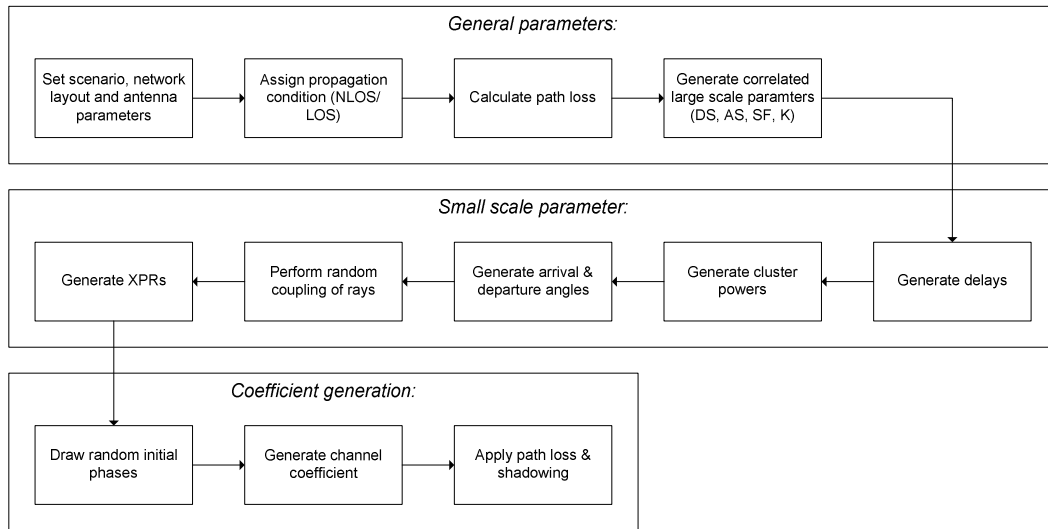 General parameters:
Set scenario, network
layout and antenna
parameters
Assign propagation
condition (NLOS/
LOS)
Calculate path loss
Generate correlated
large scale paramters
(DS, AS, SF, K)
Small scale parameter:
Generate XPRs
Perform random
coupling of rays
Generate arrival &
departure angles
Generate cluster
powers
Generate delays
Coefficient generation:
Draw random initial
phases
Generate channel
coefficient
Apply path loss &
shadowing